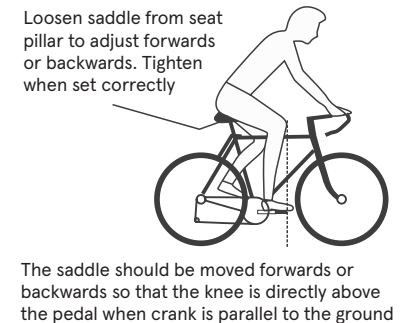 Loosen saddle from seat
pillar to adjust forwards
or backwards. Tighten
when set correctly
The saddle should be moved forwards or
backwards so that the knee is directly above
the pedal when crank is parallel to the ground